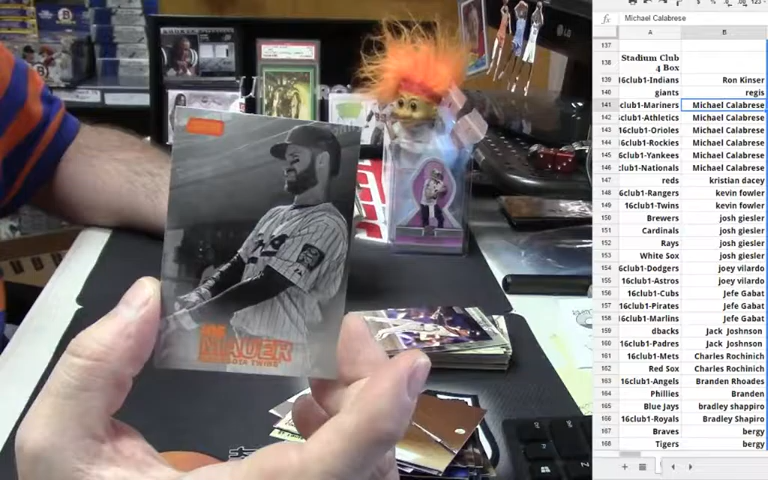 Michael Calabrese
A B
137
138 Stadium Club
4 Box
139 16club1-Indians Ron Kinser
140 giants regis
141 club1-Mariners Michael Calabrese
142 club1-Athletics Michael Calabrese
143 16club1-Orioles Michael Calabrese
144 16club1-Rockies Michael Calabrese
145 6club1-Yankees Michael Calabrese
146 club1-Nationals Michael Calabrese
147 reds kristian dacey
148 6club1-Rangers kevin fowler
149 16club1-Twins kevin fowler
150 Brewers josh giesler
151 Cardinals josh giesler
152 Rays josh giesler
153 White Sox josh giesler
154 6club1-Dodgers joey vilardo
155 16club1-Astros joey vilardo
156 16club1-Cubs Jefe Gabat
157 16club1-Pirates Jefe Gabat
158 6club1-Marlins Jefe Gabat
159 dbacks Jack Joshnson
160 16club1-Padres Jack Joshnson
161 16club1-Mets Charles Rochinich
162 Red Sox Charles Rochinich
163 16club1-Angels Branden Rhoades
164 Phillies Branden
165 Blue Jays bradley shappiro
166 16club1-Royals Bradley Shapiro
167 Braves bergy
168 Tigers bergy
JOE
MAUER